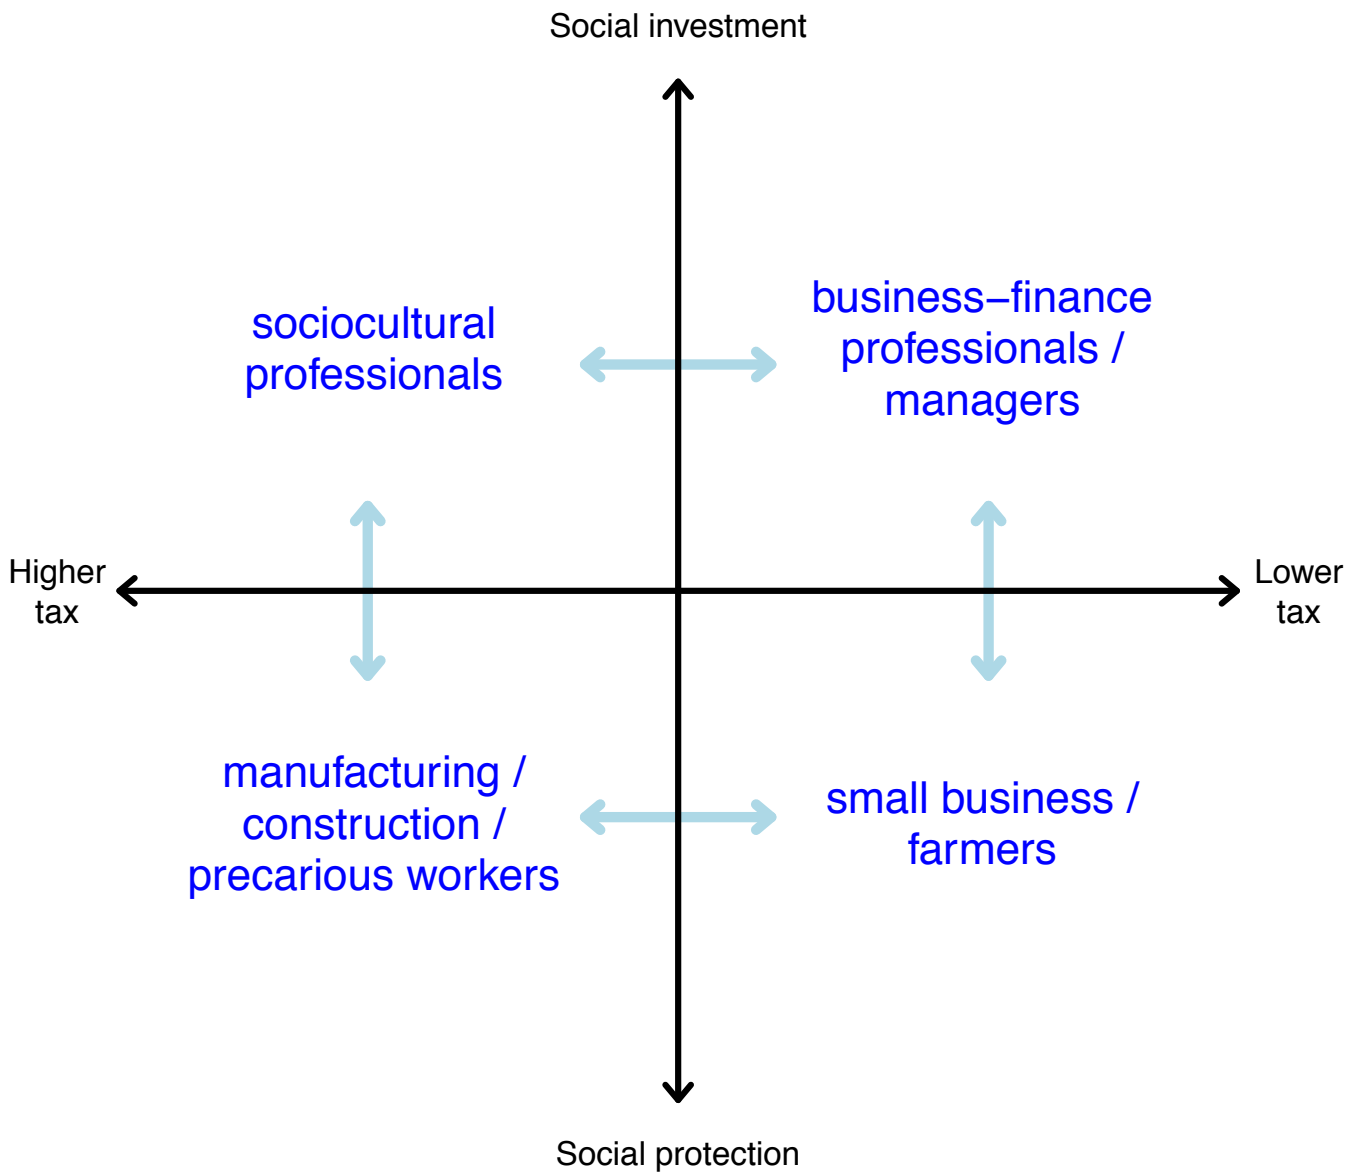 Social investment
sociocultural
professionals
business–finance
professionals /
managers
Higher
tax
Lower
tax
manufacturing /
construction /
precarious workers
small business /
farmers
Social protection